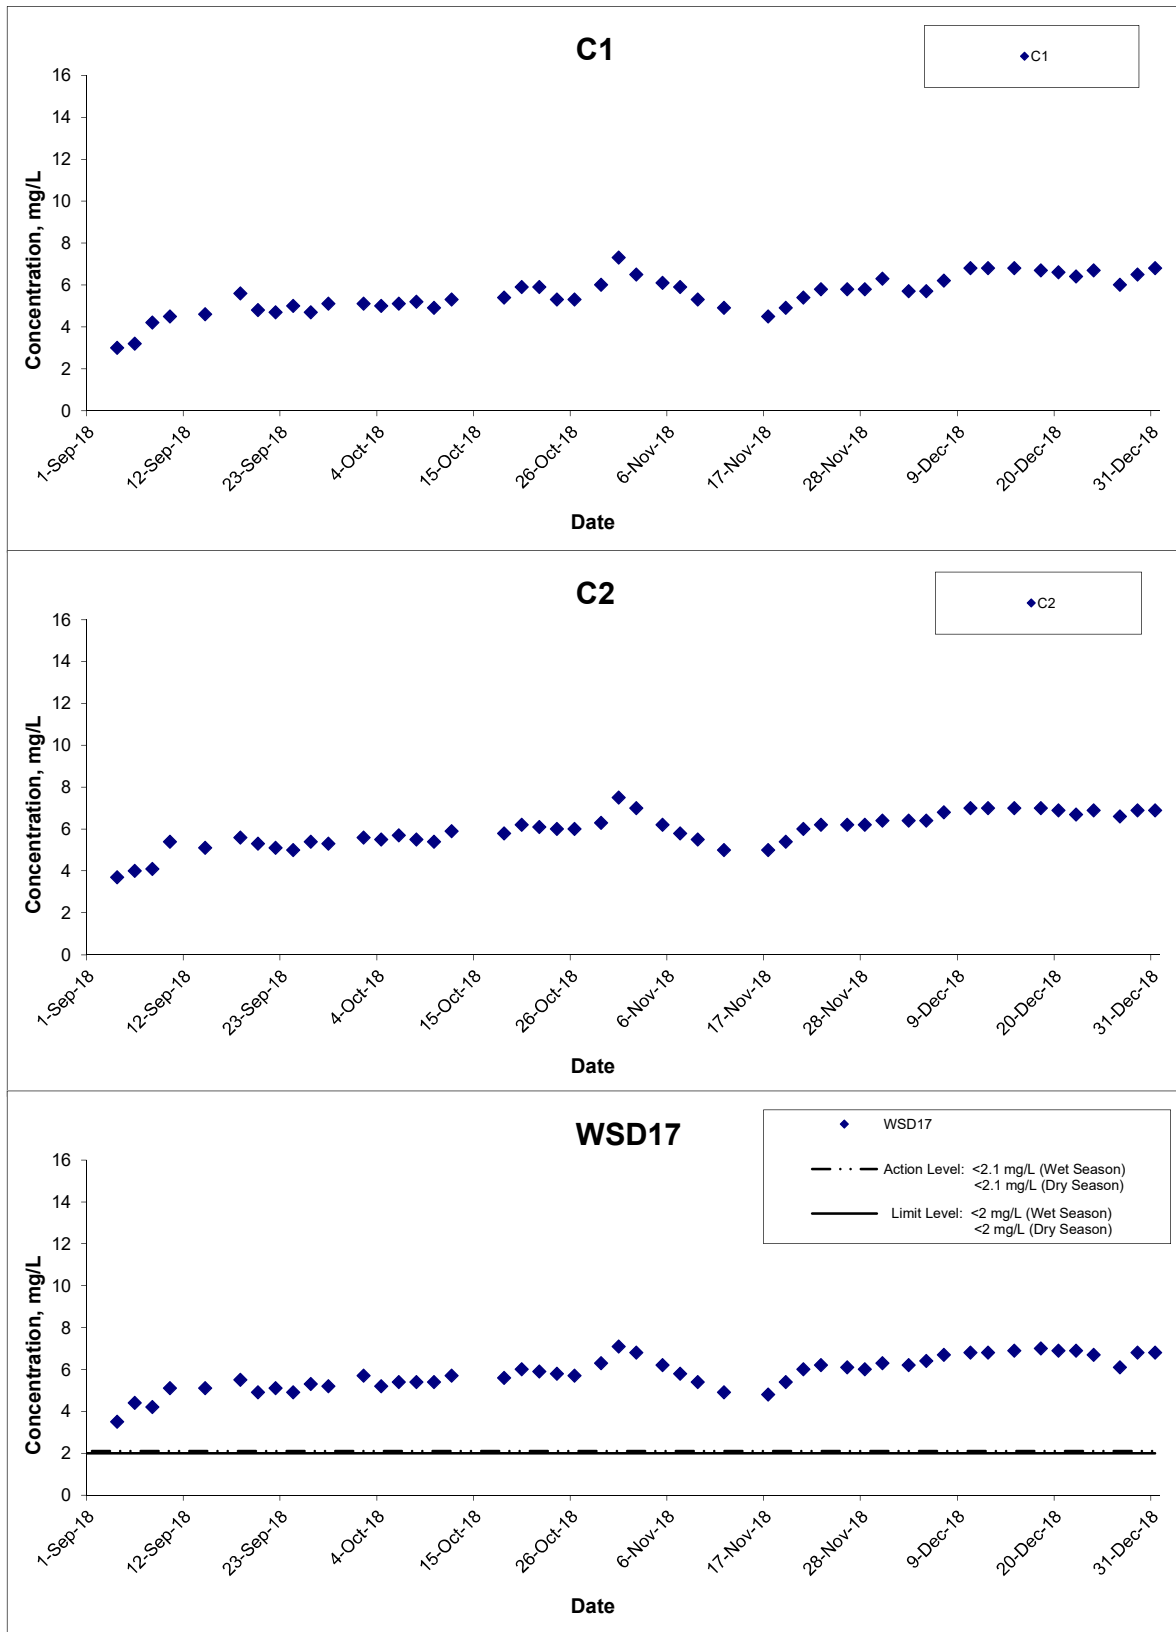 C1
C1
16
14
12
10
8
6
4
2
0
Concentration, mg/L
1-Sep-18
12-Sep-18
23-Sep-18
4-Oct-18
15-Oct-18
26-Oct-18
6-Nov-18
17-Nov-18
28-Nov-18
9-Dec-18
20-Dec-18
31-Dec-18
Date
C2
C2
16
14
12
10
8
6
4
2
0
Concentration, mg/L
1-Sep-18
12-Sep-18
23-Sep-18
4-Oct-18
15-Oct-18
26-Oct-18
6-Nov-18
17-Nov-18
28-Nov-18
9-Dec-18
20-Dec-18
31-Dec-18
Date
WSD17
WSD17
Action Level: <2.1 mg/L (Wet Season)
<2.1 mg/L (Dry Season)
Limit Level: <2 mg/L (Wet Season)
<2 mg/L (Dry Season)
16
14
12
10
8
6
4
2
0
Concentration, mg/L
1-Sep-18
12-Sep-18
23-Sep-18
4-Oct-18
15-Oct-18
26-Oct-18
6-Nov-18
17-Nov-18
28-Nov-18
9-Dec-18
20-Dec-18
31-Dec-18
Date